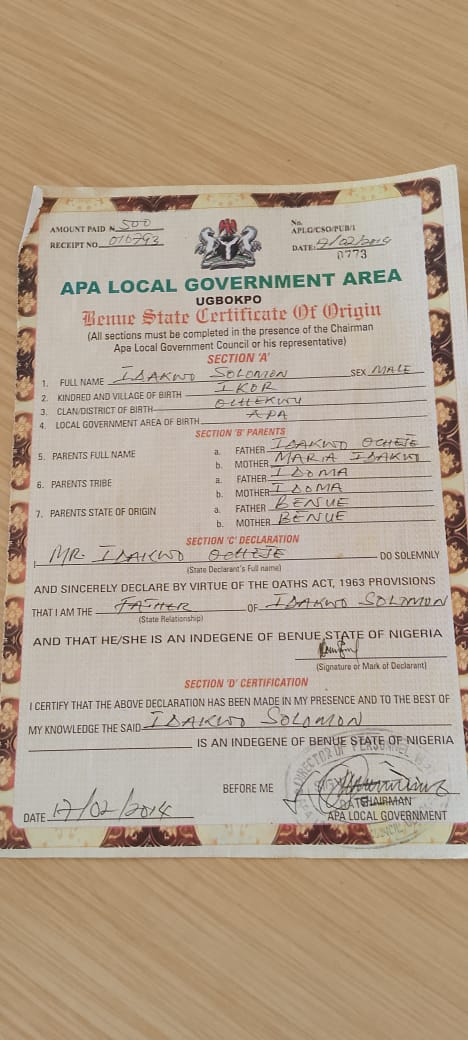 AMOUNT PAID ₦ 500
RECEIPT NO. 010793
No.
APLG/CSO/PUB/1
DATE: 17/02/2014
0773
APA LOCAL GOVERNMENT AREA
UGBOKPO
Benue State Certificate Of Origin
(All sections must be completed in the presence of the Chairman
Apa Local Government Council or his representative)
SECTION 'A'
1. FULL NAME IDAKWO SOLOMON SEX MALE
2. KINDRED AND VILLAGE OF BIRTH IKOR
3. CLAN/DISTRICT OF BIRTH OCHEKWU
4. LOCAL GOVERNMENT AREA OF BIRTH APA
SECTION 'B' PARENTS
5. PARENTS FULL NAME a. FATHER IDAKWO OCHEJE
b. MOTHER MARIA IDAKWO
6. PARENTS TRIBE a. FATHER IDOMA
b. MOTHER IDOMA
7. PARENTS STATE OF ORIGIN a. FATHER BENUE
b. MOTHER BENUE
SECTION 'C' DECLARATION
I, MR. IDAKWO OCHEJE DO SOLEMNLY
(State Declarant's Full name)
AND SINCERELY DECLARE BY VIRTUE OF THE OATHS ACT, 1963 PROVISIONS
THAT I AM THE FATHER OF IDAKWO SOLOMON
(State Relationship)
AND THAT HE/SHE IS AN INDEGENE OF BENUE STATE OF NIGERIA
(Signature or Mark of Declarant)
SECTION 'D' CERTIFICATION
I CERTIFY THAT THE ABOVE DECLARATION HAS BEEN MADE IN MY PRESENCE AND TO THE BEST OF
MY KNOWLEDGE THE SAID IDAKWO SOLOMON
IS AN INDEGENE OF BENUE STATE OF NIGERIA
BEFORE ME
DIRECTOR OF PERSONNEL
CHAIRMAN
DATE 17/02/2014
APA LOCAL GOVERNMENT